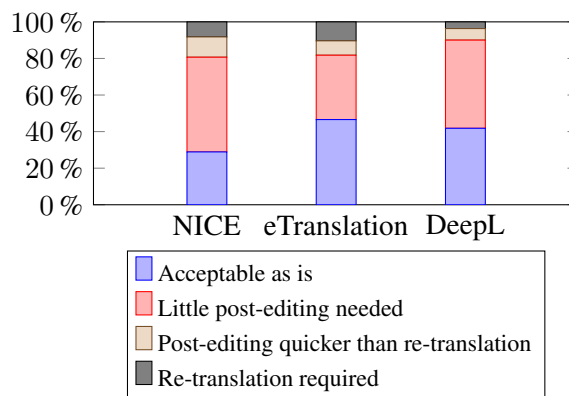 100 %
80 %
60 %
40 %
20 %
0 %
NICE eTranslation DeepL
Acceptable as is
Little post-editing needed
Post-editing quicker than re-translation
Re-translation required